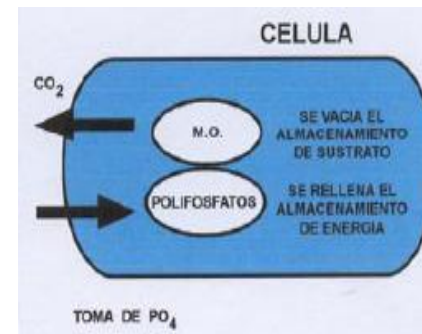 CELULA
CO2
M.O.
SE VACIA EL
ALMACENAMIENTO
DE SUSTRATO
POLIFOSFATOS
SE RELLENA EL
ALMACENAMIENTO
DE ENERGIA
TOMA DE PO4